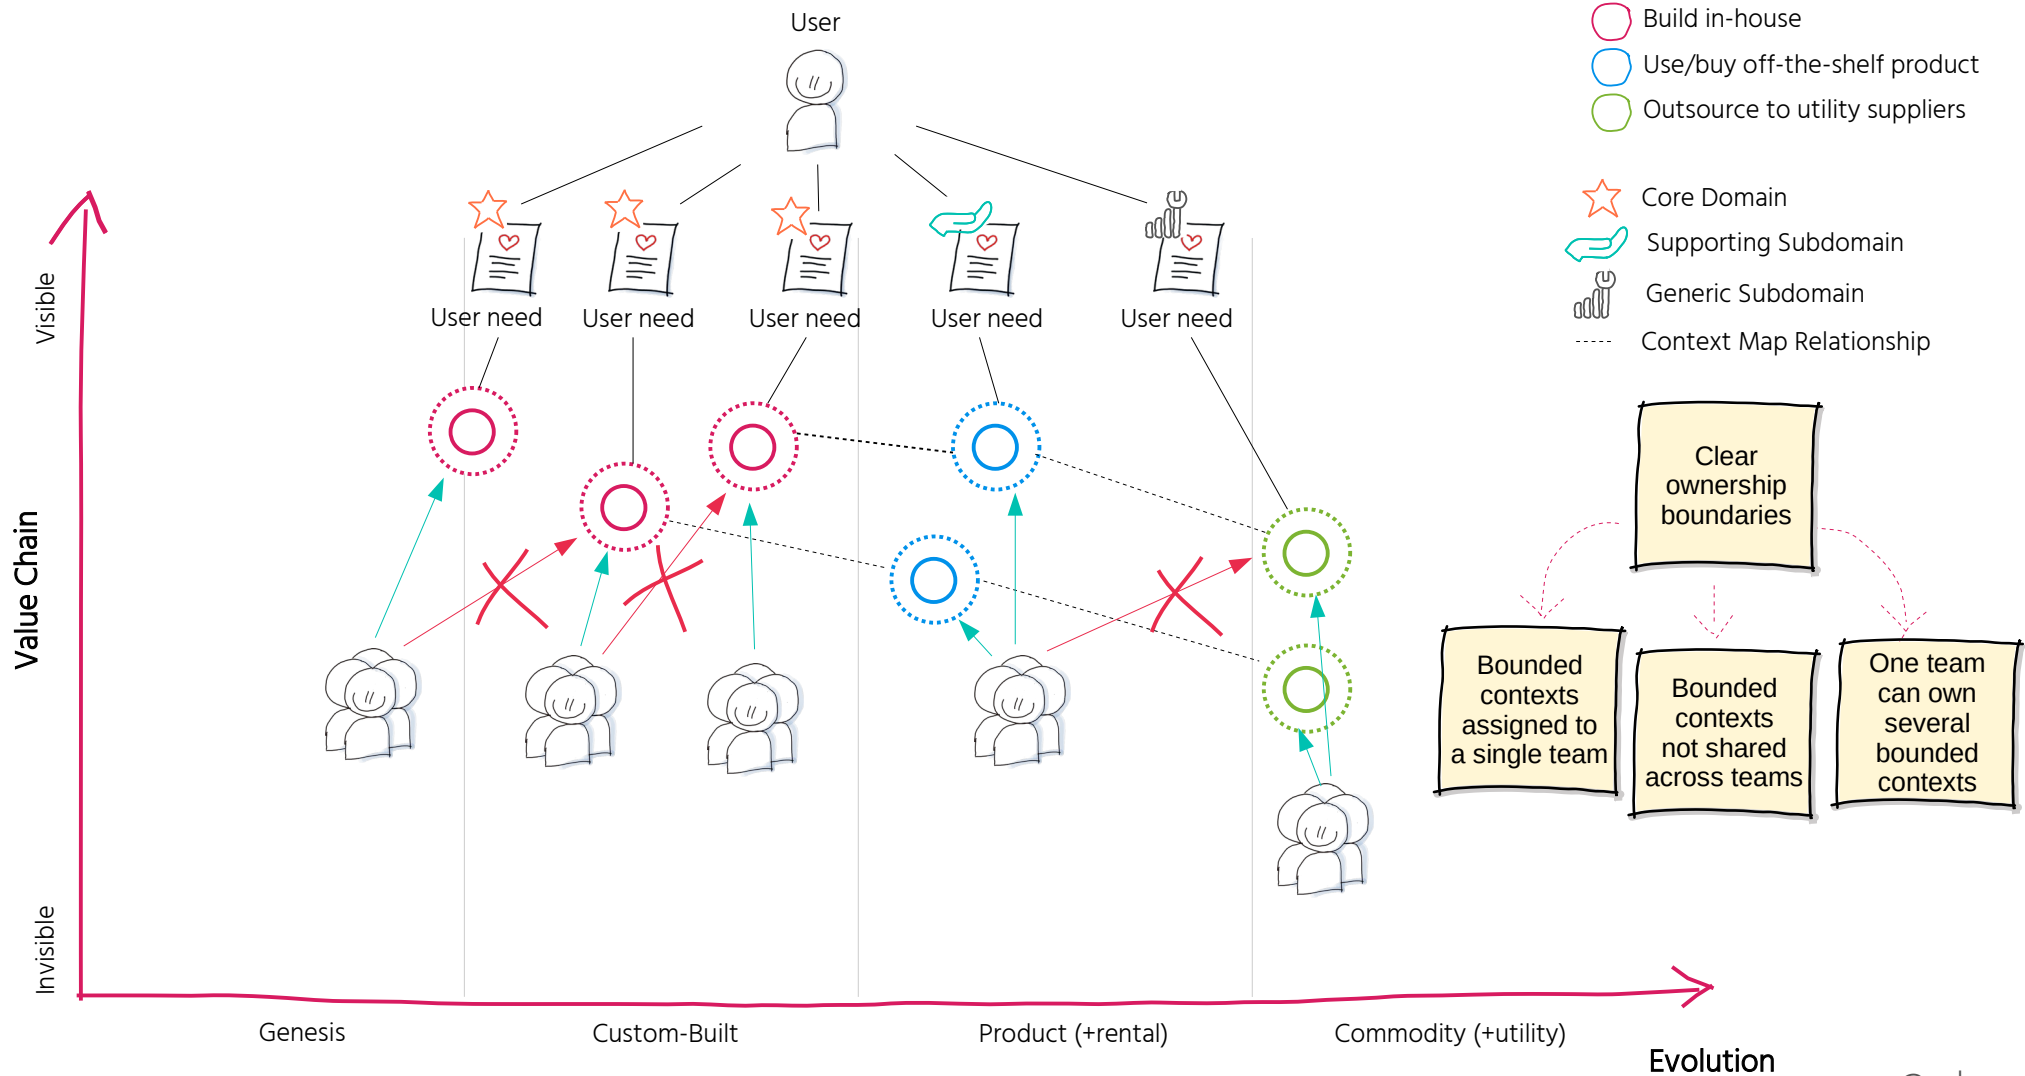 User
Build in-house
Use/buy off-the-shelf product
Outsource to utility suppliers
Core Domain
Supporting Subdomain
Generic Subdomain
Context Map Relationship
User need
User need
User need
User need
User need
Visible
Value Chain
Invisible
Clear
ownership
boundaries
Bounded
contexts
assigned to
a single team
Bounded
contexts
not shared
across teams
One team
can own
several
bounded
contexts
Genesis
Custom-Built
Product (+rental)
Commodity (+utility)
Evolution